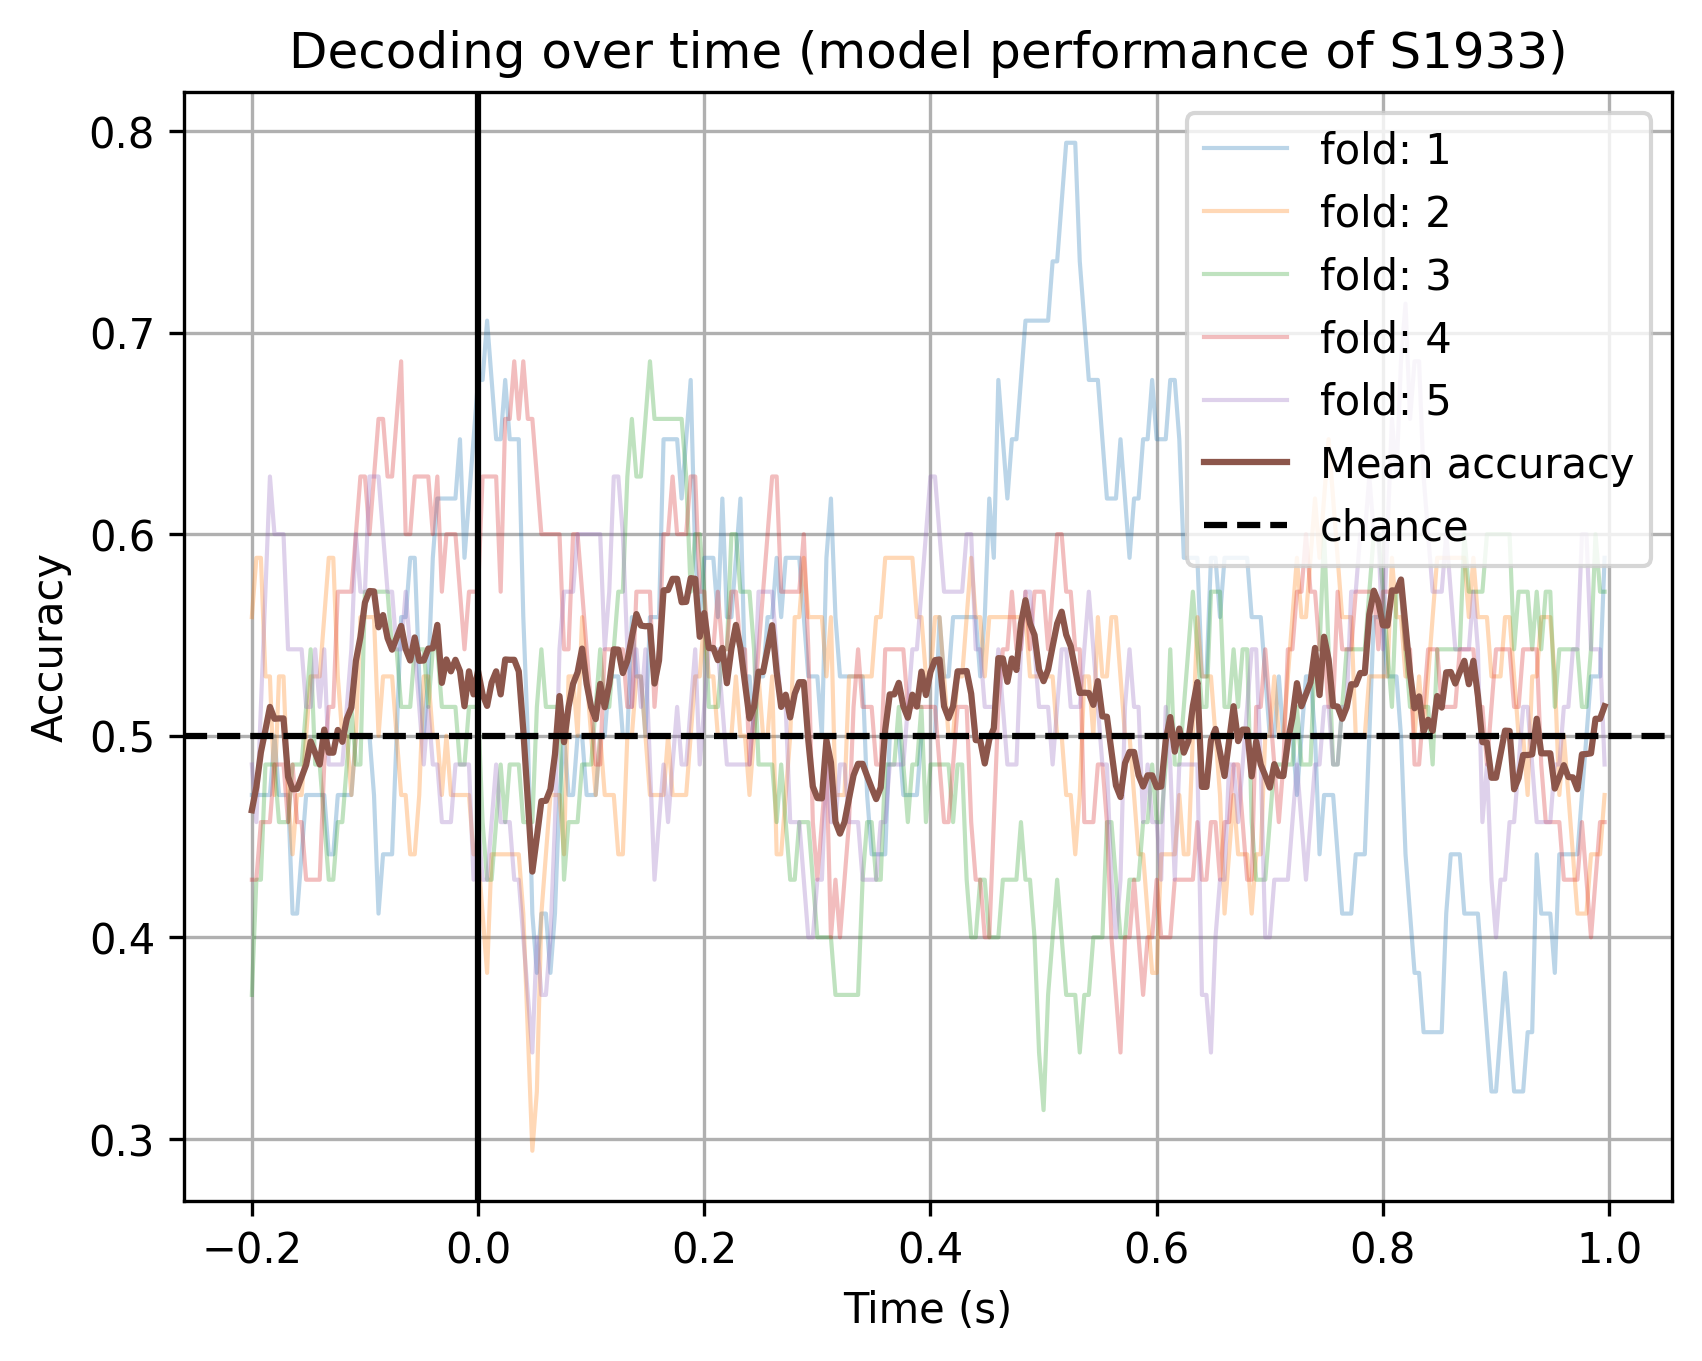 Decoding over time (model performance of S1933)
0.8
0.7
0.6
0.5
0.4
0.3
Accuracy
fold: 1
fold: 2
fold: 3
fold: 4
fold: 5
Mean accuracy
chance
−0.2 0.0 0.2 0.4 0.6 0.8 1.0
Time (s)